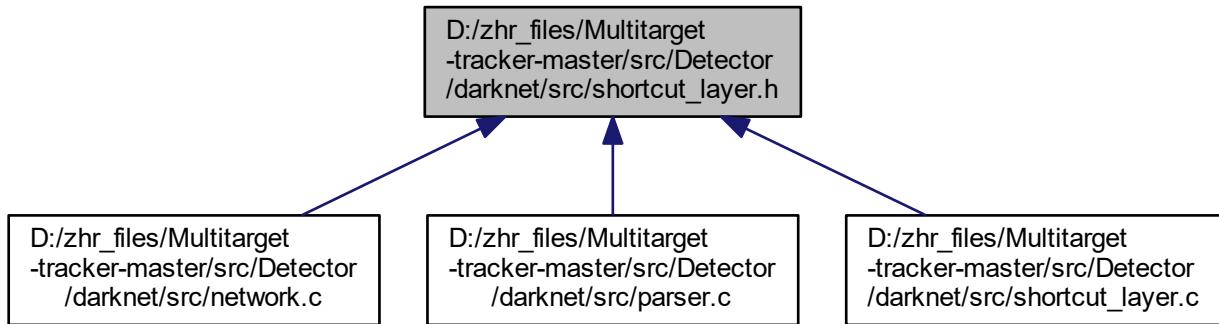 D:/zhr_files/Multitarget
-tracker-master/src/Detector
/darknet/src/shortcut_layer.h
D:/zhr_files/Multitarget
-tracker-master/src/Detector
/darknet/src/network.c
D:/zhr_files/Multitarget
-tracker-master/src/Detector
/darknet/src/parser.c
D:/zhr_files/Multitarget
-tracker-master/src/Detector
/darknet/src/shortcut_layer.c